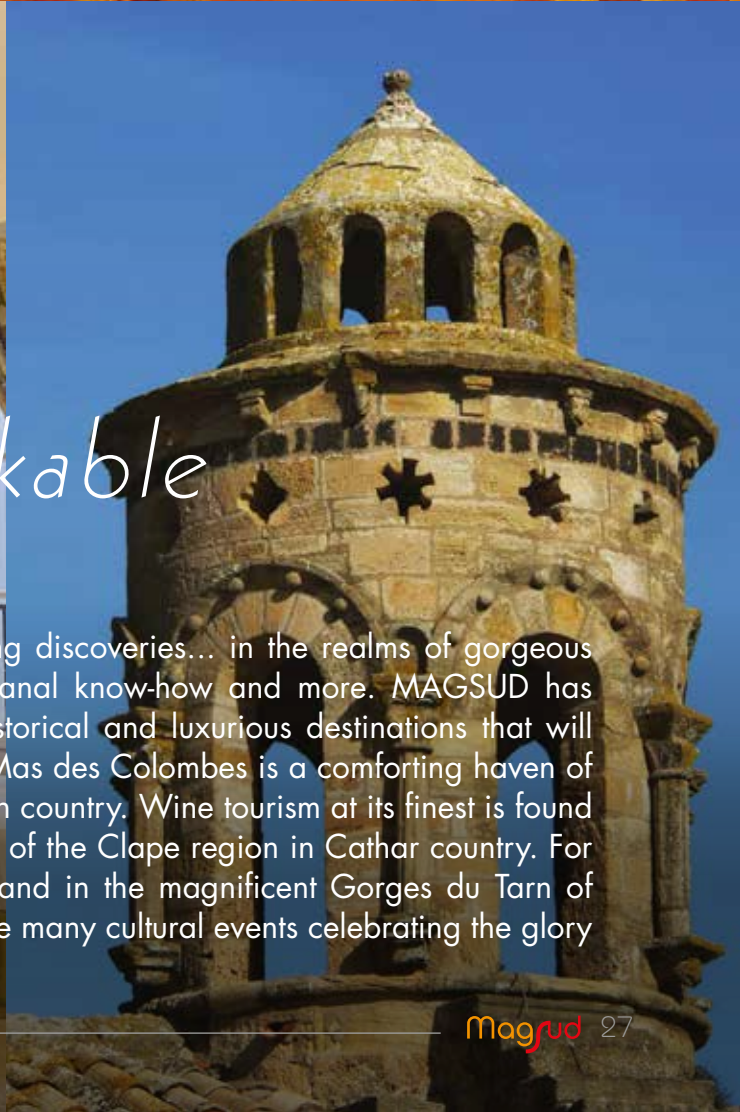 kable
ng discoveries... in the realms of gorgeous
anal know-how and more. MAGSUD has
storical and luxurious destinations that will
Mas des Colombes is a comforting haven of
n country. Wine tourism at its finest is found
of the Clape region in Cathar country. For
and in the magnificent Gorges du Tarn of
e many cultural events celebrating the glory
Magsud 27